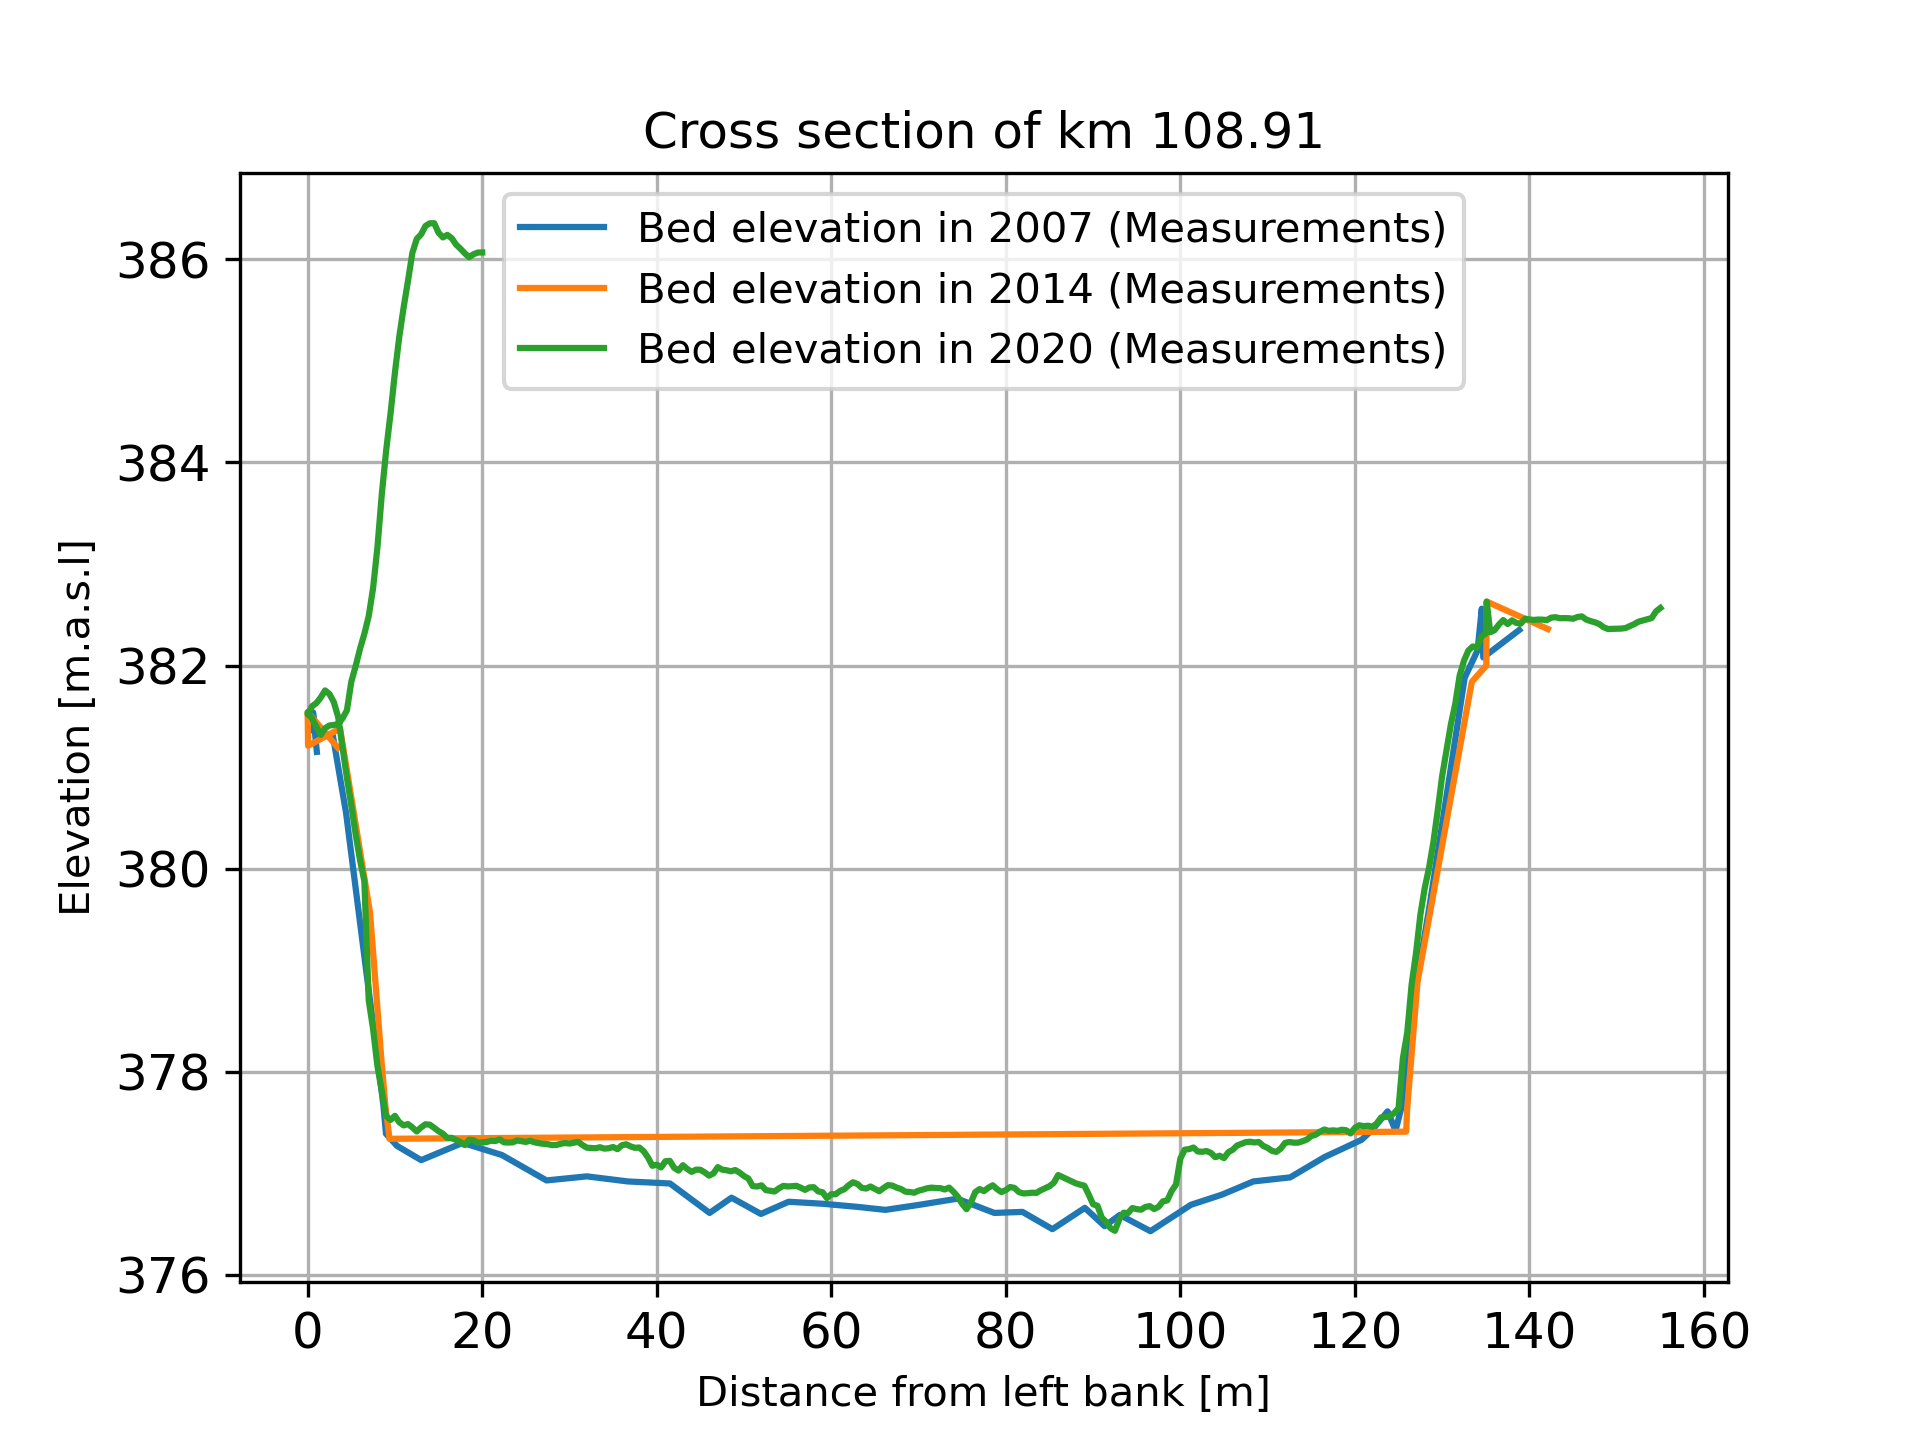 Cross section of km 108.91
Bed elevation in 2007 (Measurements)
Bed elevation in 2014 (Measurements)
Bed elevation in 2020 (Measurements)
Elevation [m.a.s.l]
386
384
382
380
378
376
0 20 40 60 80 100 120 140 160
Distance from left bank [m]